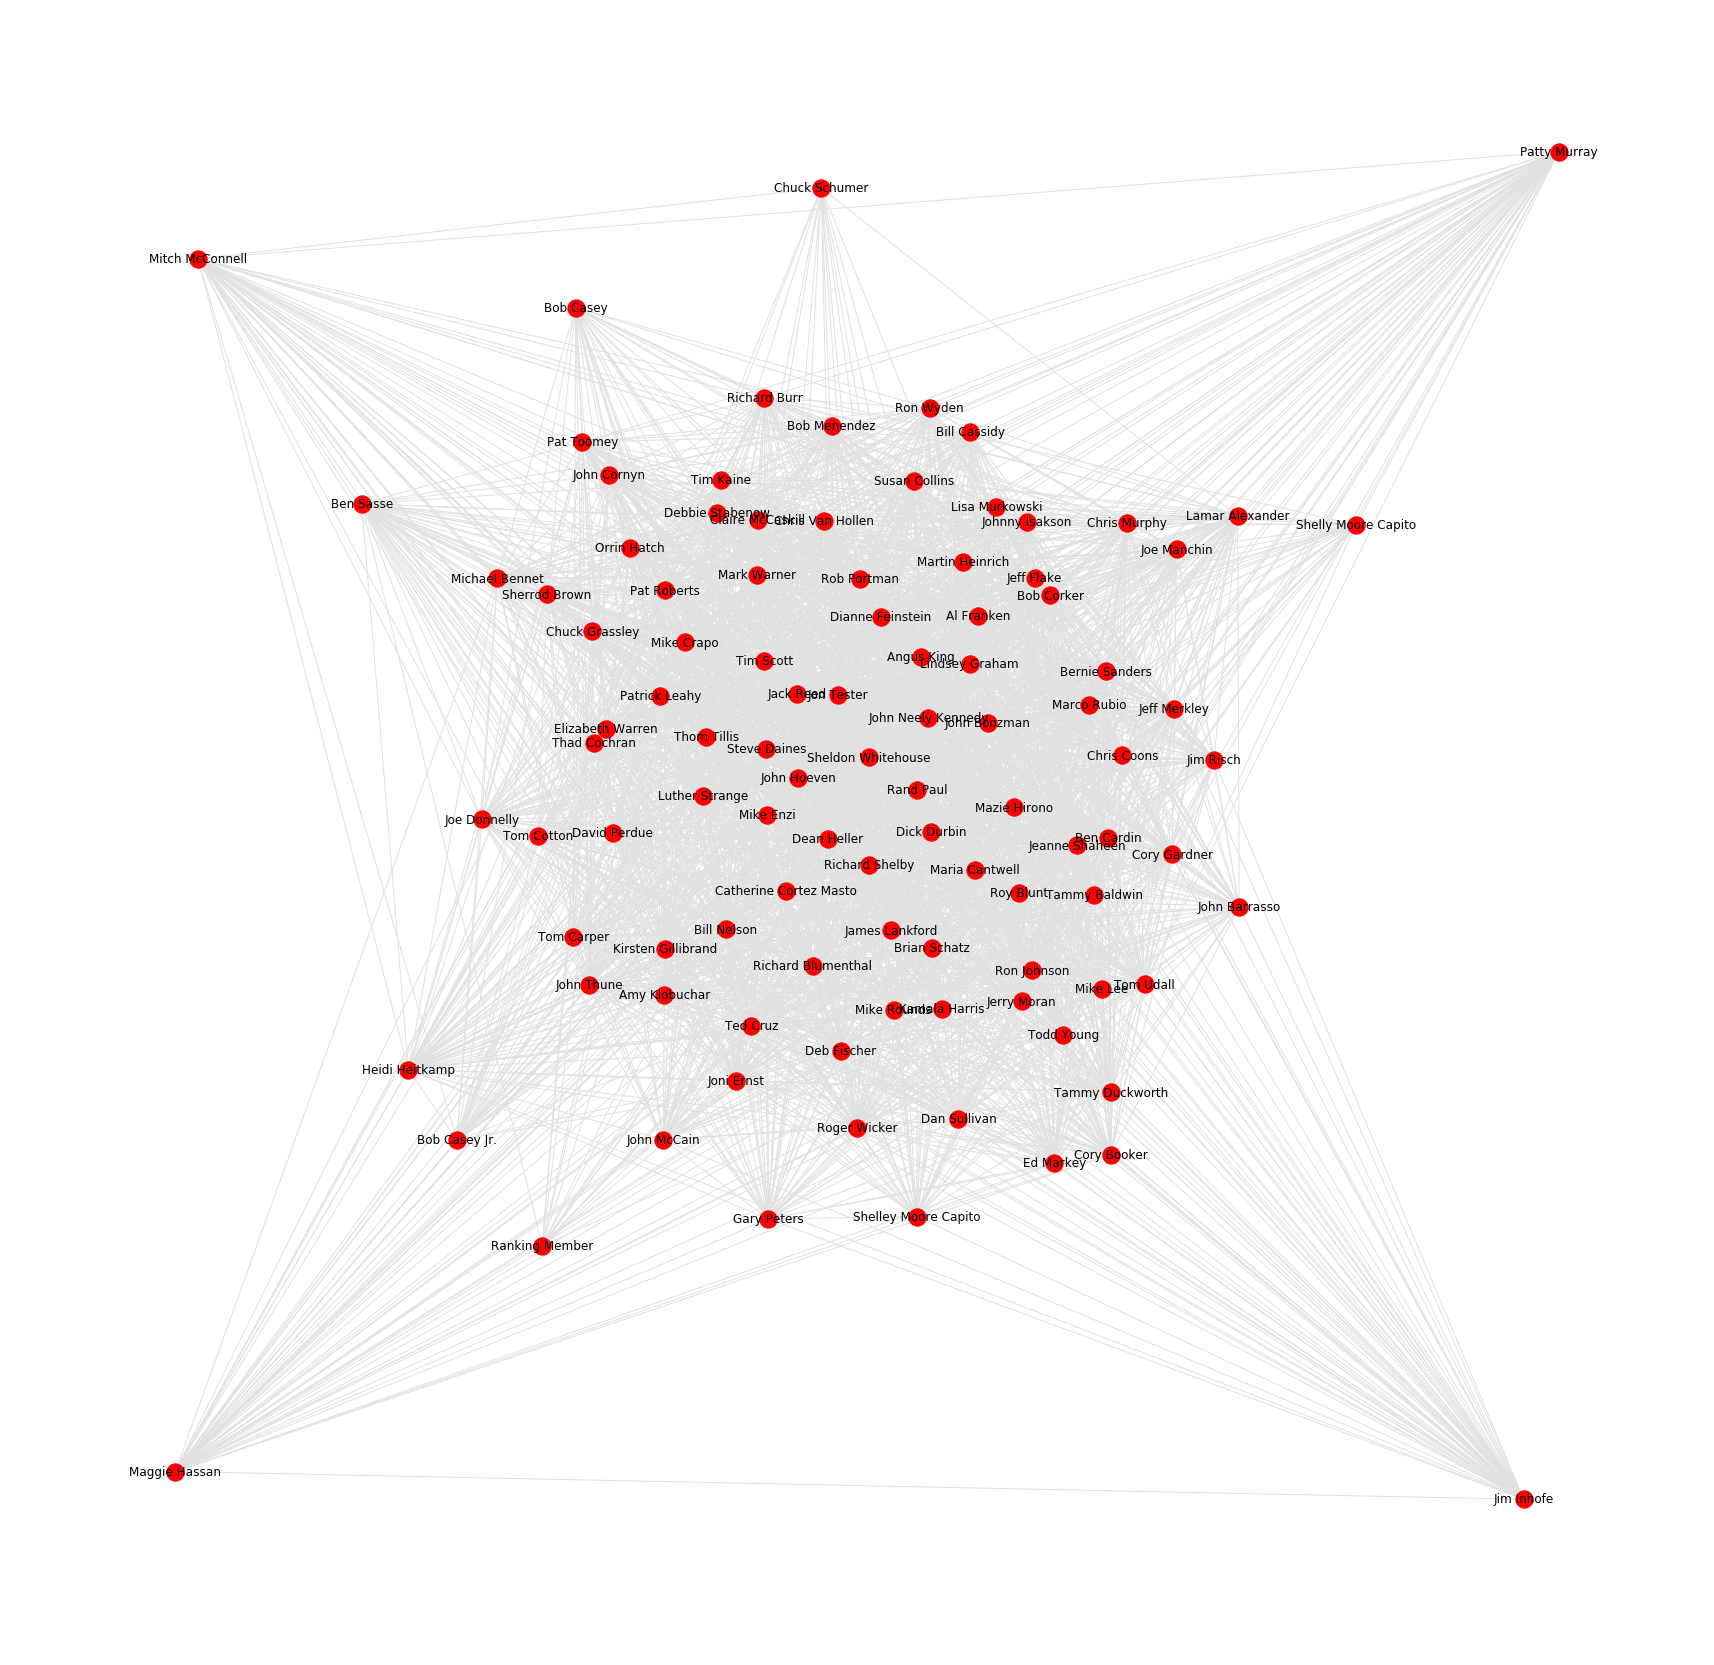 Patty Murray
Chuck Schumer
Mitch McConnell
Bob Casey
Richard Burr
Ron Wyden
Bob Menendez
Bill Cassidy
Pat Toomey
John Cornyn
Tim Kaine
Susan Collins
Ben Sasse
Lisa Murkowski
Debbie Stabenow
Claire McCaskill
Chris Van Hollen
Johnny Isakson
Chris Murphy
Lamar Alexander
Shelly Moore Capito
Orrin Hatch
Joe Manchin
Martin Heinrich
Michael Bennet
Mark Warner
Rob Portman
Jeff Flake
Sherrod Brown
Pat Roberts
Bob Corker
Dianne Feinstein
Al Franken
Chuck Grassley
Mike Crapo
Tim Scott
Angus King
Lindsey Graham
Bernie Sanders
Patrick Leahy
Jack Reed
Jon Tester
Marco Rubio
Jeff Merkley
John Neely Kennedy
John Boozman
Elizabeth Warren
Thad Cochran
Thom Tillis
Steve Daines
Sheldon Whitehouse
Chris Coons
Jim Risch
John Hoeven
Rand Paul
Luther Strange
Mazie Hirono
Mike Enzi
Joe Donnelly
Tom Cotton
David Perdue
Dean Heller
Dick Durbin
Ben Cardin
Jeanne Shaheen
Cory Gardner
Richard Shelby
Maria Cantwell
Catherine Cortez Masto
Roy Blunt
Tammy Baldwin
John Barrasso
Bill Nelson
James Lankford
Tom Carper
Kirsten Gillibrand
Brian Schatz
Richard Blumenthal
Ron Johnson
John Thune
Amy Klobuchar
Mike Lee
Tom Udall
Mike Rounds
Kamala Harris
Jerry Moran
Ted Cruz
Todd Young
Deb Fischer
Heidi Heitkamp
Joni Ernst
Tammy Duckworth
Dan Sullivan
Roger Wicker
Bob Casey Jr.
John McCain
Cory Booker
Ed Markey
Gary Peters
Shelley Moore Capito
Ranking Member
Maggie Hassan
Jim Inhofe